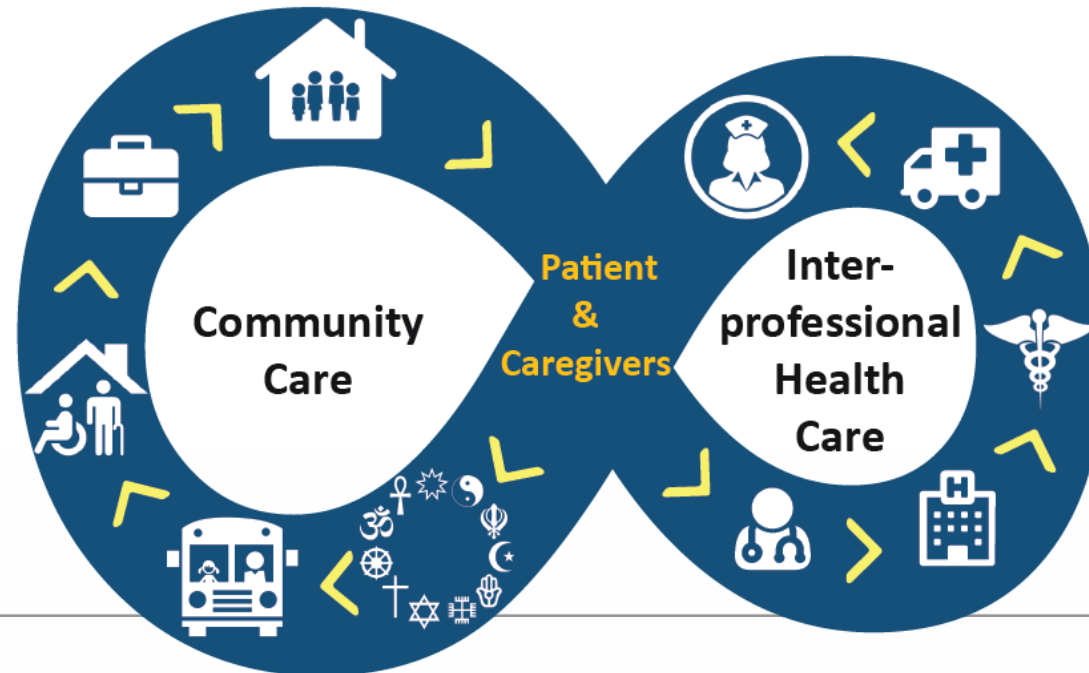 Community
Care
Patient
&
Caregivers
Inter-
professional
Health
Care
H